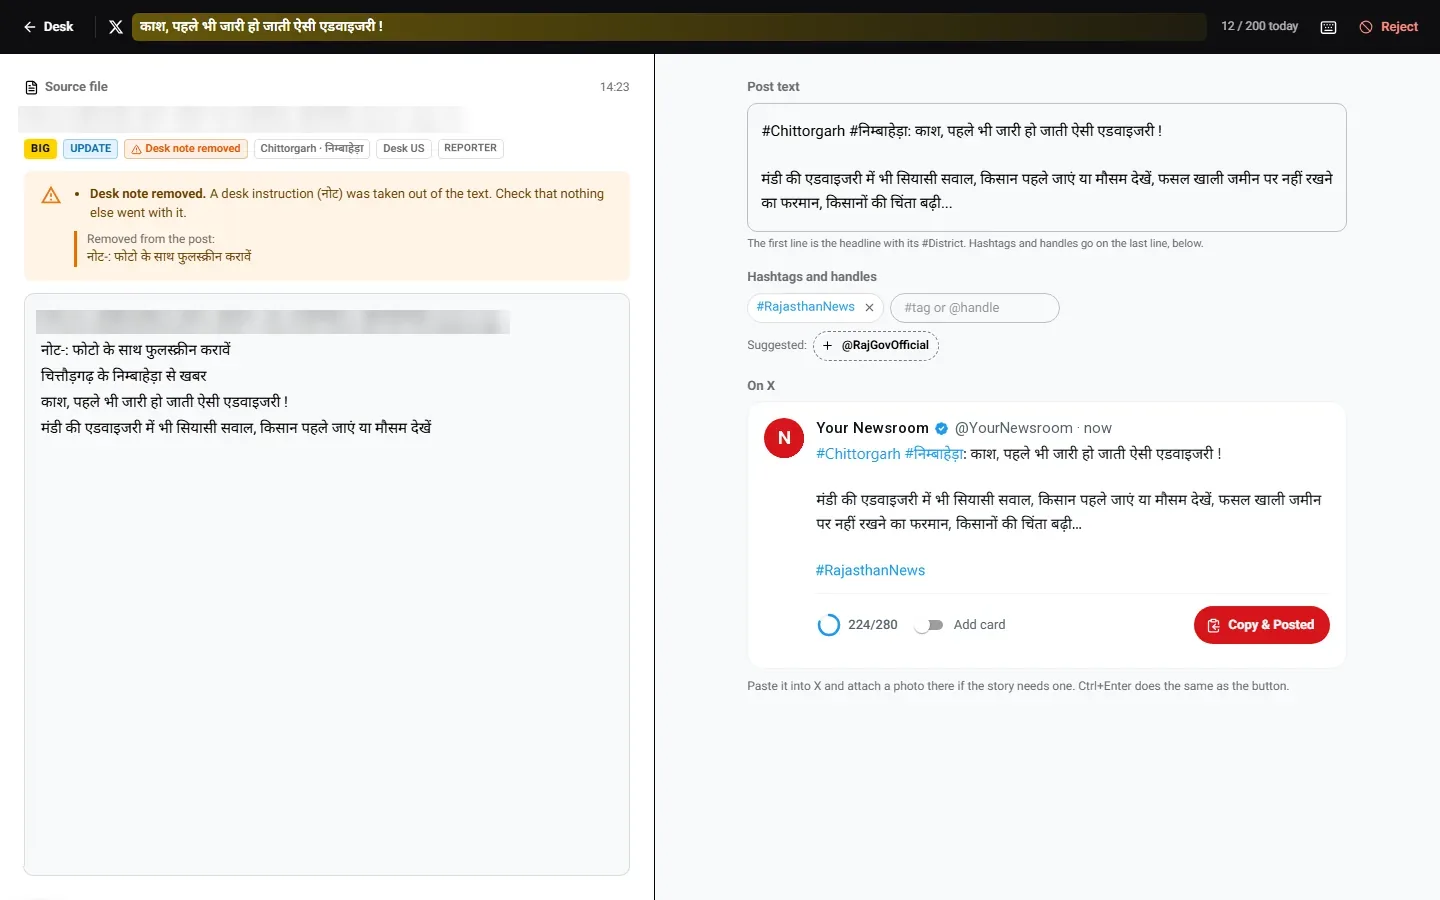 Desk
काश, पहले भी जारी हो जाती ऐसी एडवाइजरी !
12 / 200 today
Reject
Source file
14:23
BIG
UPDATE
Desk note removed
Chittorgarh · निम्बाहेड़ा
Desk US
REPORTER
• Desk note removed. A desk instruction (नोट) was taken out of the text. Check that nothing
else went with it.
Removed from the post:
नोट-: फोटो के साथ फुलस्क्रीन करावें
नोट-: फोटो के साथ फुलस्क्रीन करावें
चित्तौड़गढ़ के निम्बाहेड़ा से खबर
काश, पहले भी जारी हो जाती ऐसी एडवाइजरी !
मंडी की एडवाइजरी में भी सियासी सवाल, किसान पहले जाएं या मौसम देखें
Post text
#Chittorgarh #निम्बाहेड़ा: काश, पहले भी जारी हो जाती ऐसी एडवाइजरी !
मंडी की एडवाइजरी में भी सियासी सवाल, किसान पहले जाएं या मौसम देखें, फसल खाली जमीन पर नहीं रखने
का फरमान, किसानों की चिंता बढ़ी...
The first line is the headline with its #District. Hashtags and handles go on the last line, below.
Hashtags and handles
#RajasthanNews ×
#tag or @handle
Suggested:
+ @RajGovOfficial
On X
N
Your Newsroom @YourNewsroom · now
#Chittorgarh #निम्बाहेड़ा: काश, पहले भी जारी हो जाती ऐसी एडवाइजरी !
मंडी की एडवाइजरी में भी सियासी सवाल, किसान पहले जाएं या मौसम देखें, फसल खाली जमीन
पर नहीं रखने का फरमान, किसानों की चिंता बढ़ी...
#RajasthanNews
224/280
Add card
Copy & Posted
Paste it into X and attach a photo there if the story needs one. Ctrl+Enter does the same as the button.